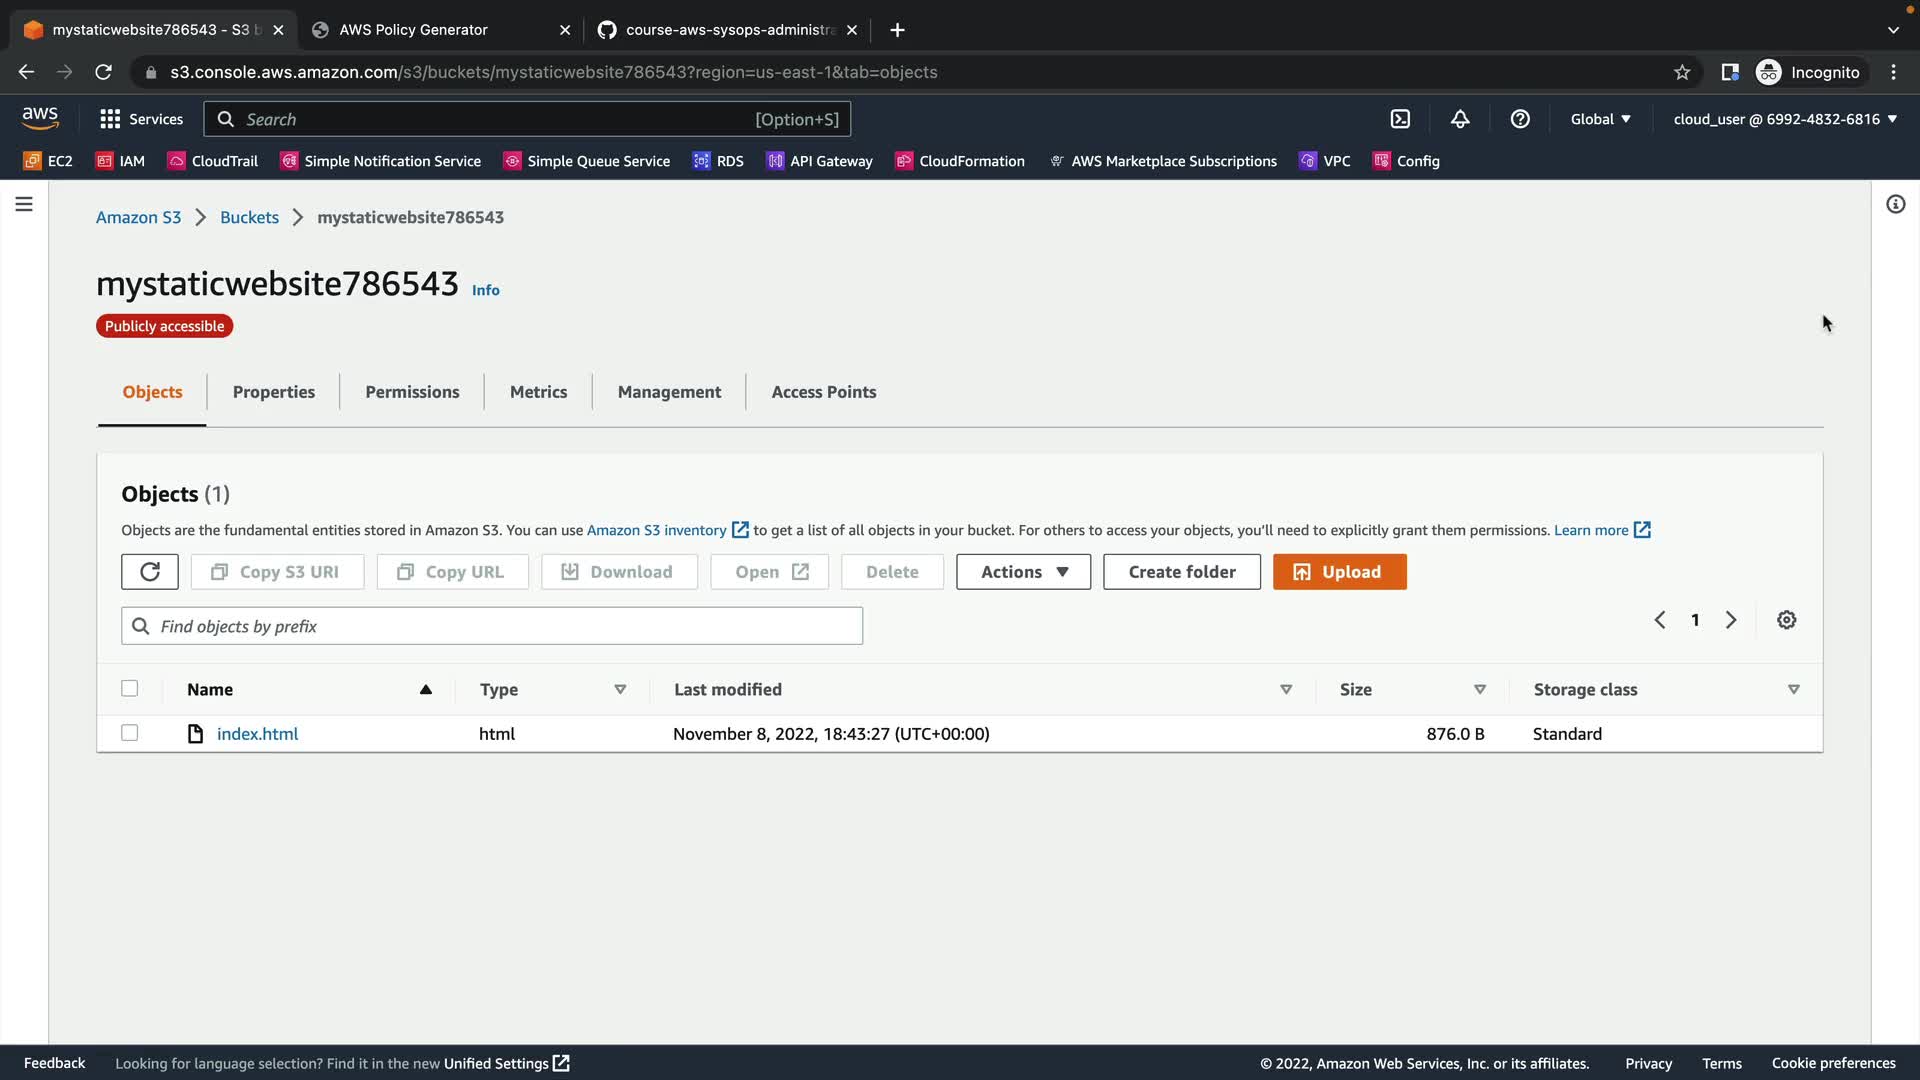 mystaticwebsite786543 - S3 b
AWS Policy Generator
course-aws-sysops-administra
s3.console.aws.amazon.com/s3/buckets/mystaticwebsite786543?region=us-east-1&tab=objects
Incognito
aws
Services
Search
[Option+S]
Global
cloud_user @ 6992-4832-6816
EC2
IAM
CloudTrail
Simple Notification Service
Simple Queue Service
RDS
API Gateway
CloudFormation
AWS Marketplace Subscriptions
VPC
Config
Amazon S3
Buckets
mystaticwebsite786543
mystaticwebsite786543 Info
Publicly accessible
Objects
Properties
Permissions
Metrics
Management
Access Points
Objects (1)
Objects are the fundamental entities stored in Amazon S3. You can use Amazon S3 inventory to get a list of all objects in your bucket. For others to access your objects, you'll need to explicitly grant them permissions. Learn more
Copy S3 URI
Copy URL
Download
Open
Delete
Actions
Create folder
Upload
Find objects by prefix
1
Name
Type
Last modified
Size
Storage class
index.html
html
November 8, 2022, 18:43:27 (UTC+00:00)
876.0 B
Standard
Feedback
Looking for language selection? Find it in the new Unified Settings
© 2022, Amazon Web Services, Inc. or its affiliates.
Privacy
Terms
Cookie preferences